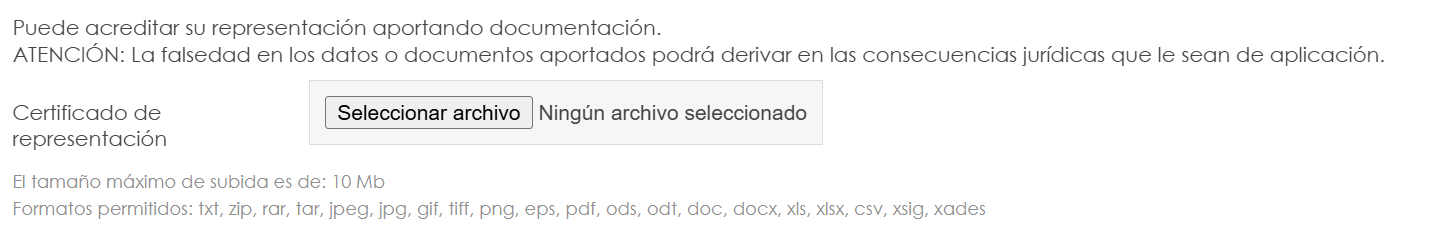 Puede acreditar su representación aportando documentación.
ATENCIÓN: La falsedad en los datos o documentos aportados podrá derivar en las consecuencias jurídicas que le sean de aplicación.
Certificado de
representación
Seleccionar archivo Ningún archivo seleccionado
El tamaño máximo de subida es de: 10 Mb
Formatos permitidos: txt, zip, rar, tar, jpeg, jpg, gif, tiff, png, eps, pdf, ods, odt, doc, docx, xls, xlsx, csv, xsig, xades